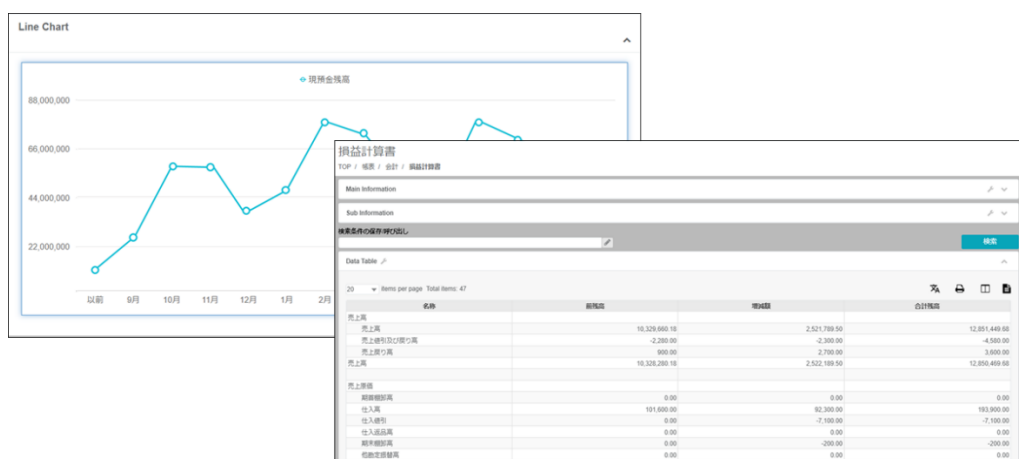 Line Chart
現預金残高
88,000,000
66,000,000
44,000,000
22,000,000
以前 9月 10月 11月 12月 1月 2月
損益計算書
TOP / 帳票 / 会計 / 損益計算書
Main Information
Sub Information
検索条件の保存/呼び出し
検索
Data Table
20 items per page Total items: 47
名称 前残高 増減額 合計残高
売上高
売上高 10,329,660.18 2,521,789.50 12,851,449.68
売上値引及び戻り高 -2,280.00 -2,300.00 -4,580.00
売上戻り高 900.00 2,700.00 3,600.00
売上高 10,328,280.18 2,522,189.50 12,850,469.68
売上原価
期首棚卸高 0.00 0.00 0.00
仕入高 101,600.00 92,300.00 193,900.00
仕入値引 0.00 -7,100.00 -7,100.00
仕入返品高 0.00 0.00 0.00
期末棚卸高 0.00 -200.00 -200.00
他勘定振替高 0.00 0.00 0.00